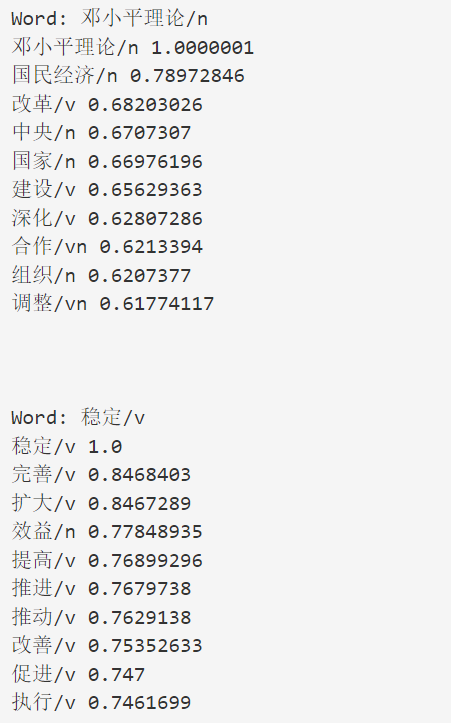 Word: 邓小平理论/n
邓小平理论/n 1.0000001
国民经济/n 0.78972846
改革/v 0.68203026
中央/n 0.6707307
国家/n 0.66976196
建设/v 0.65629363
深化/v 0.62807286
合作/vn 0.6213394
组织/n 0.6207377
调整/vn 0.61774117
Word: 稳定/v
稳定/v 1.0
完善/v 0.8468403
扩大/v 0.8467289
效益/n 0.77848935
提高/v 0.76899296
推进/v 0.7679738
推动/v 0.7629138
改善/v 0.75352633
促进/v 0.747
执行/v 0.7461699